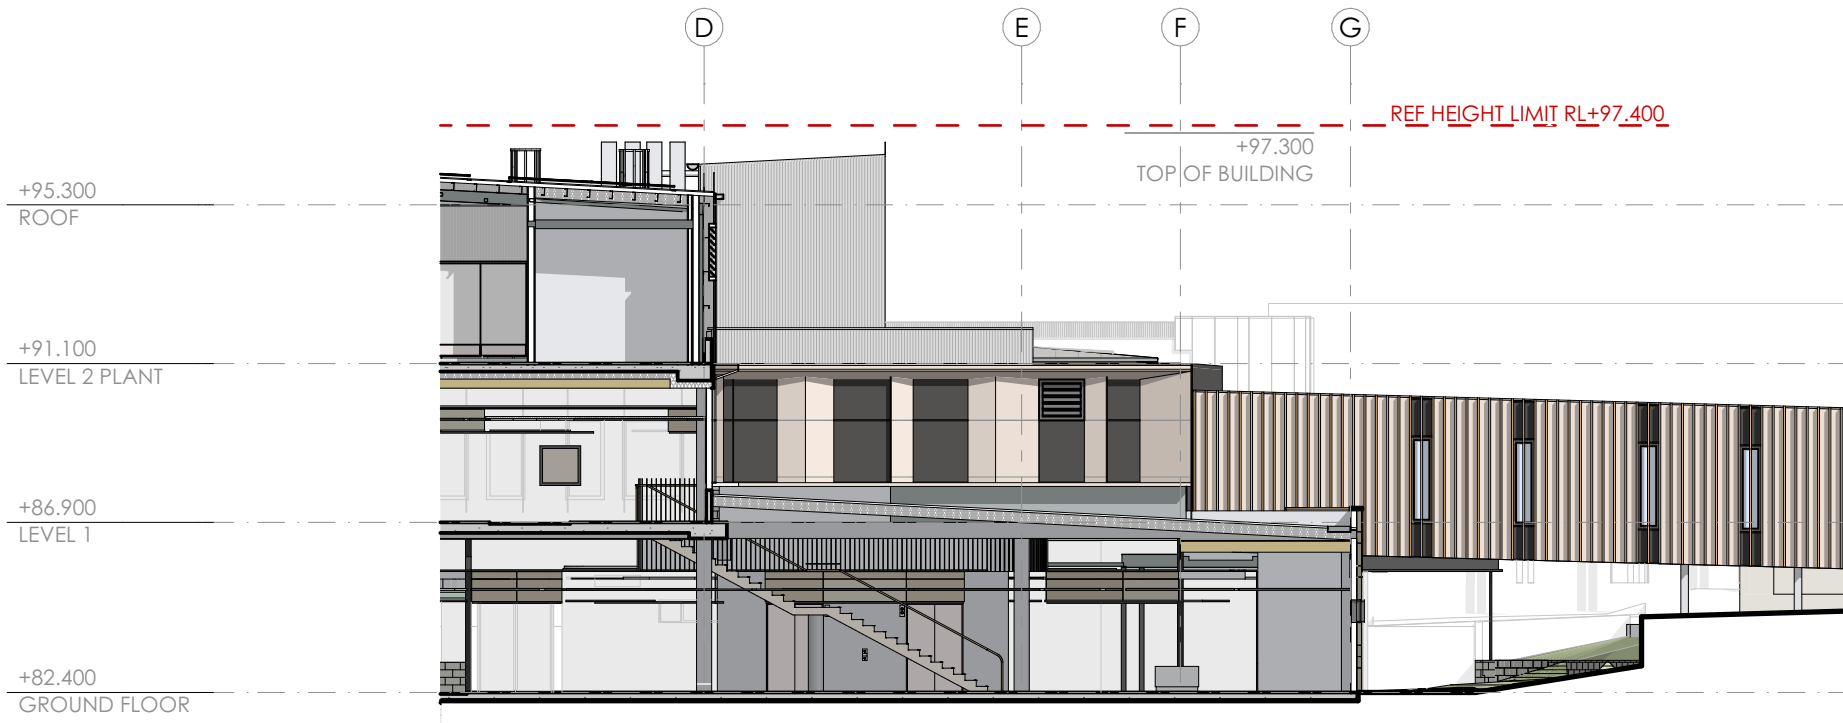 D
E
F
G
REF HEIGHT LIMIT RL+97.400
+97.300
TOP OF BUILDING
+95.300
ROOF
+91.100
LEVEL 2 PLANT
+86.900
LEVEL 1
+82.400
GROUND FLOOR